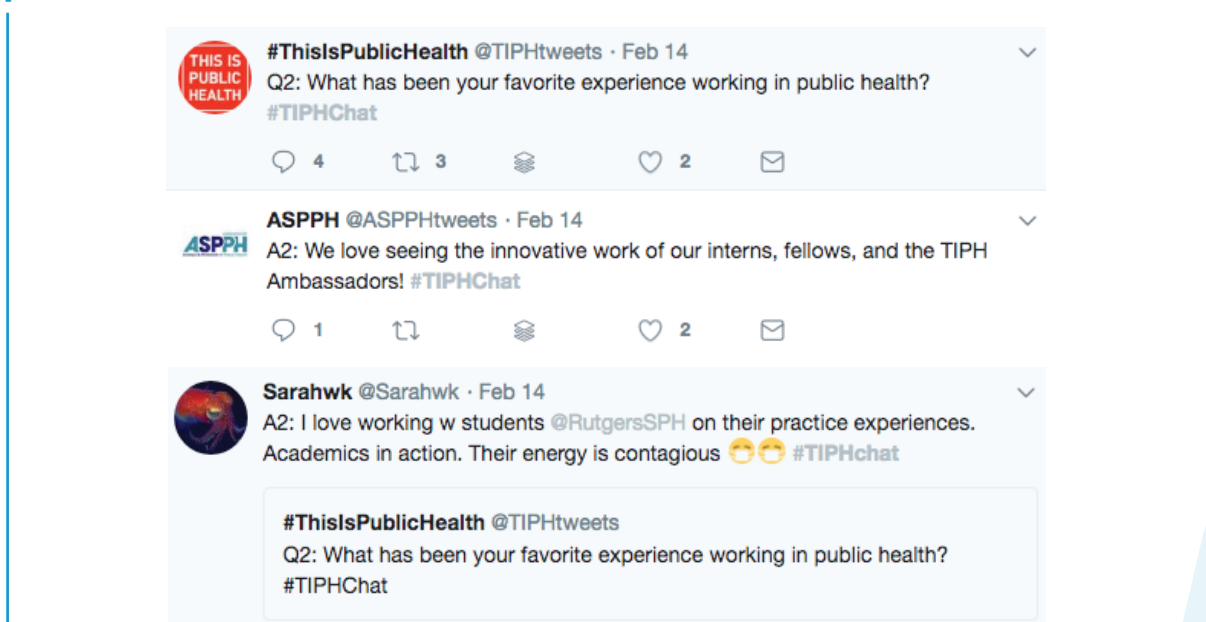 THIS IS
PUBLIC
HEALTH
#ThisIsPublicHealth @TIPHtweets · Feb 14
Q2: What has been your favorite experience working in public health?
#TIPHChat
4 3 2
ASPPH
ASPPH @ASPPHtweets · Feb 14
A2: We love seeing the innovative work of our interns, fellows, and the TIPH
Ambassadors! #TIPHChat
1 2
Sarahwk @Sarahwk · Feb 14
A2: I love working w students @RutgersSPH on their practice experiences.
Academics in action. Their energy is contagious 😷😷 #TIPHchat
#ThisIsPublicHealth @TIPHtweets
Q2: What has been your favorite experience working in public health?
#TIPHChat